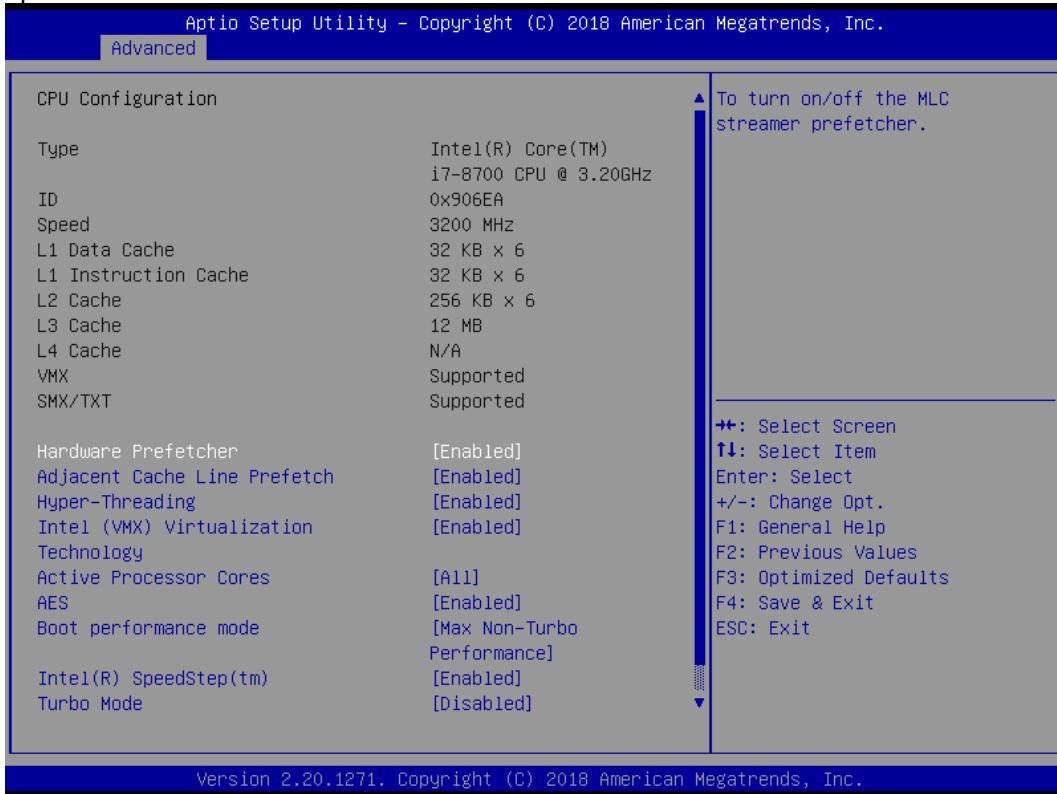 Aptio Setup Utility – Copyright (C) 2018 American Megatrends, Inc.
Advanced
CPU Configuration
Type Intel(R) Core(TM)
i7-8700 CPU @ 3.20GHz
ID 0x906EA
Speed 3200 MHz
L1 Data Cache 32 KB x 6
L1 Instruction Cache 32 KB x 6
L2 Cache 256 KB x 6
L3 Cache 12 MB
L4 Cache N/A
VMX Supported
SMX/TXT Supported
Hardware Prefetcher [Enabled]
Adjacent Cache Line Prefetch [Enabled]
Hyper-Threading [Enabled]
Intel (VMX) Virtualization [Enabled]
Technology
Active Processor Cores [All]
AES [Enabled]
Boot performance mode [Max Non-Turbo
Performance]
Intel(R) SpeedStep(tm) [Enabled]
Turbo Mode [Disabled]
To turn on/off the MLC
streamer prefetcher.
→←: Select Screen
↑↓: Select Item
Enter: Select
+/-: Change Opt.
F1: General Help
F2: Previous Values
F3: Optimized Defaults
F4: Save & Exit
ESC: Exit
Version 2.20.1271. Copyright (C) 2018 American Megatrends, Inc.